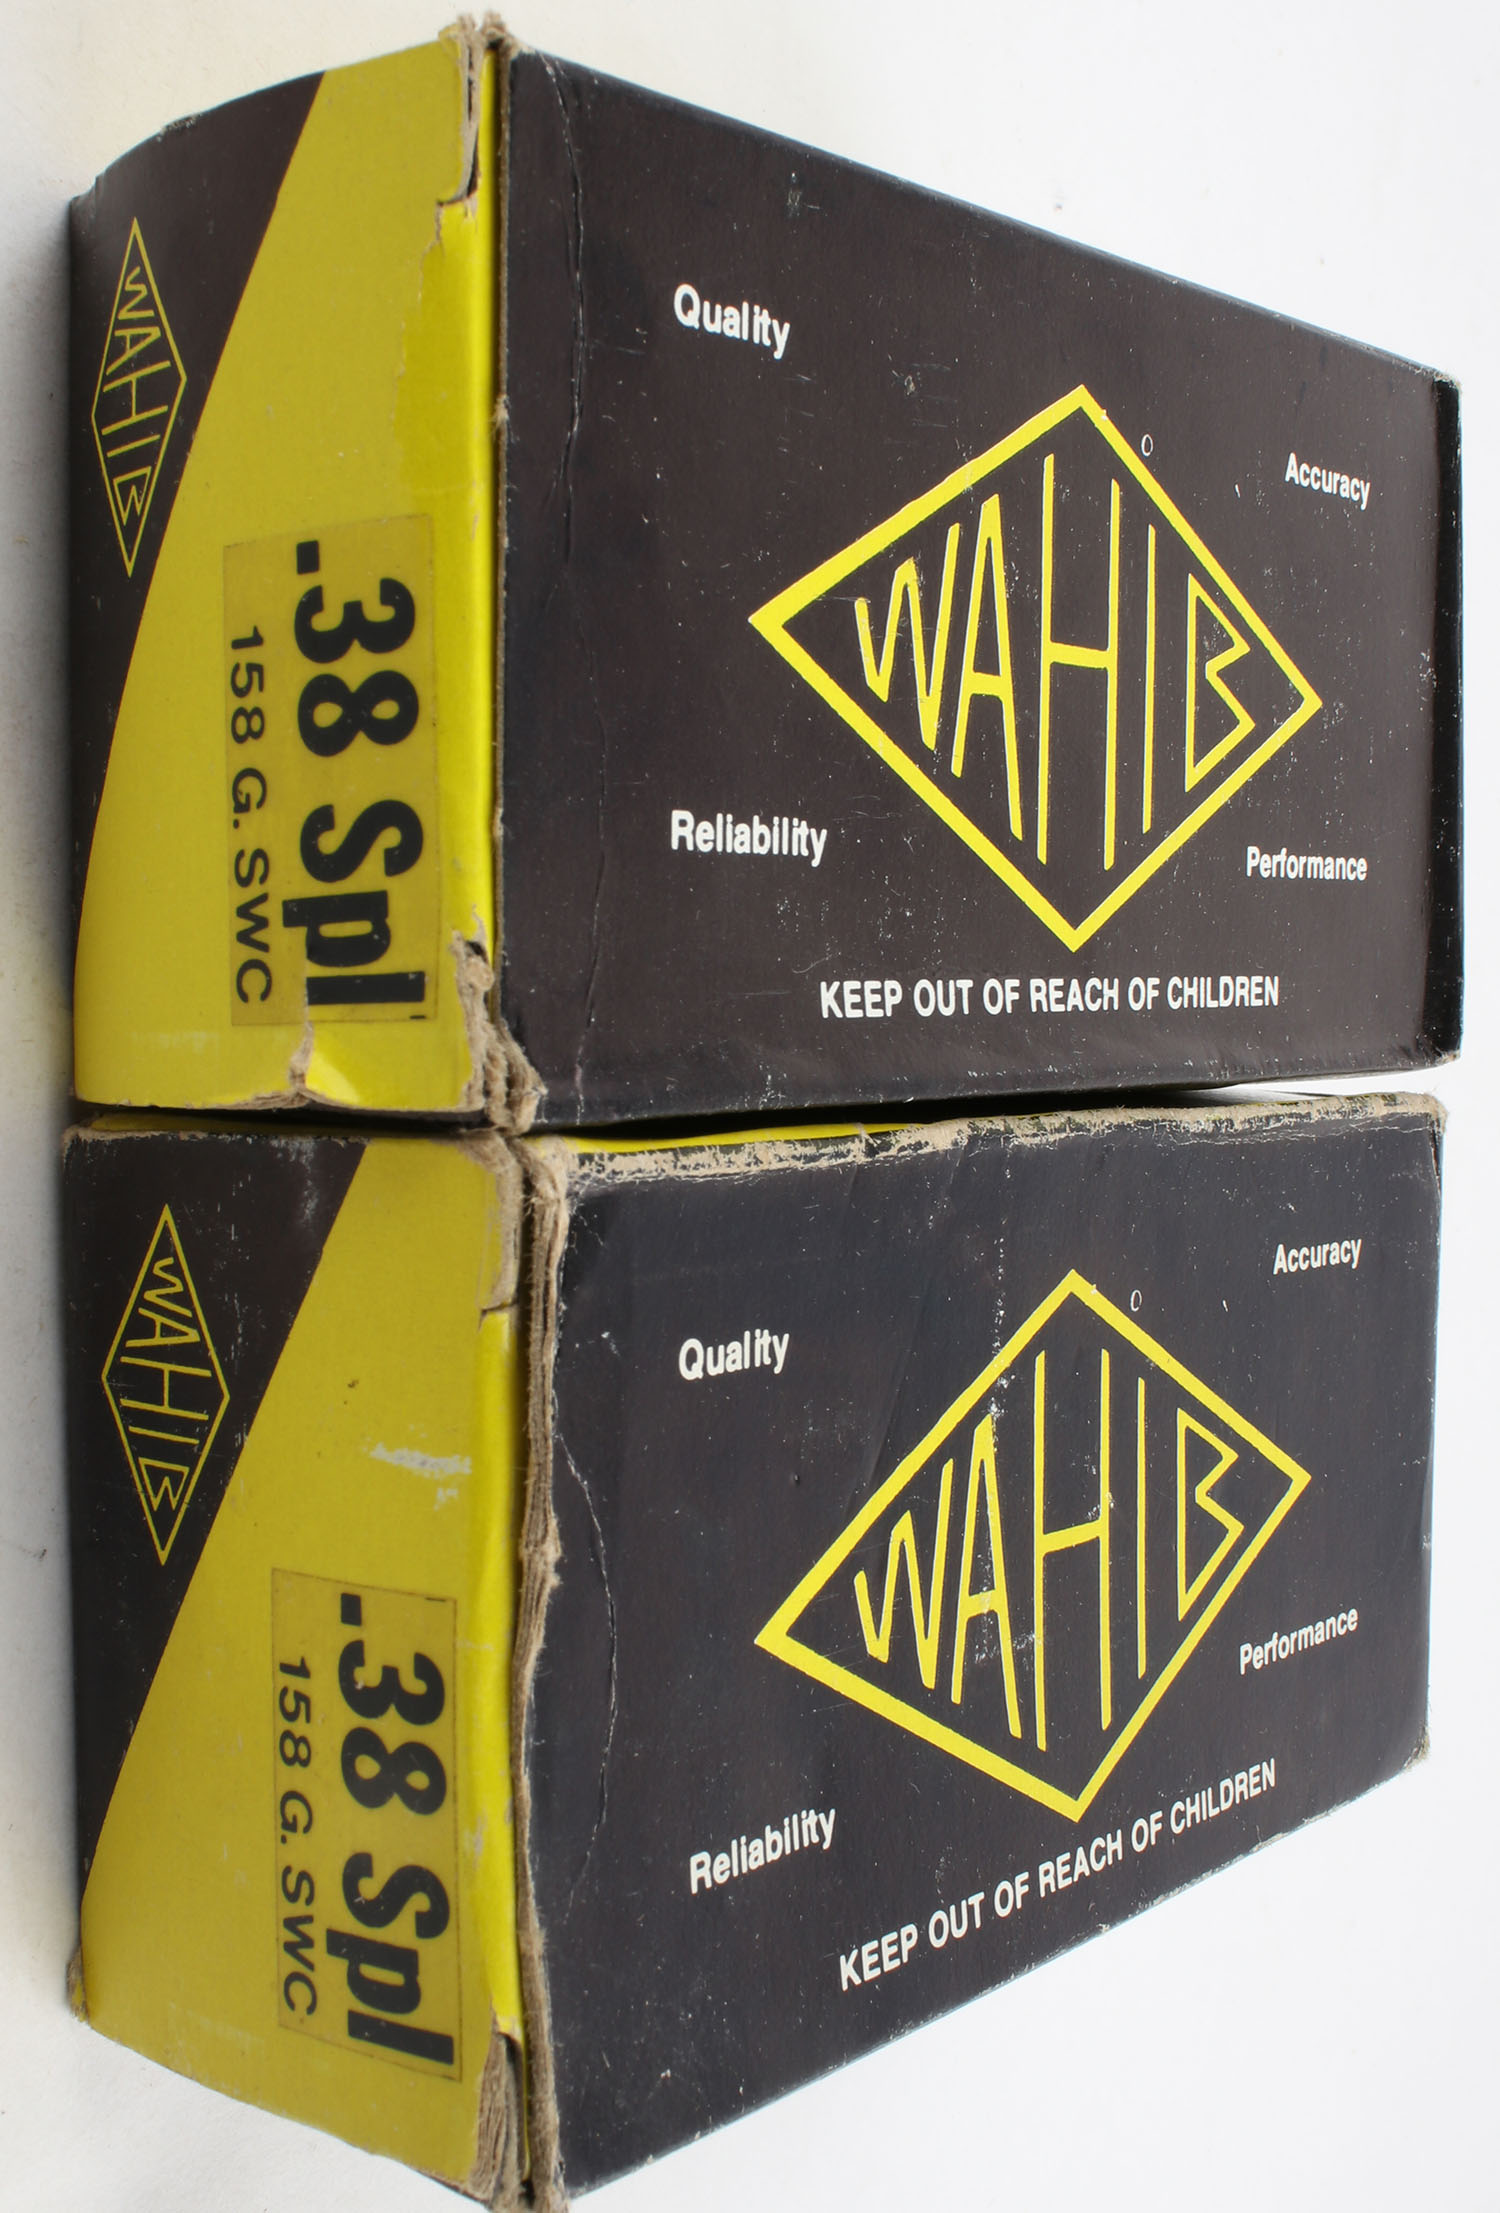 WAHIB
.38 Spl
158 G. SWC
Quality
Accuracy
WAHIB
Reliability
Performance
KEEP OUT OF REACH OF CHILDREN
WAHIB
.38 Spl
158 G. SWC
Quality
Accuracy
WAHIB
Reliability
Performance
KEEP OUT OF REACH OF CHILDREN